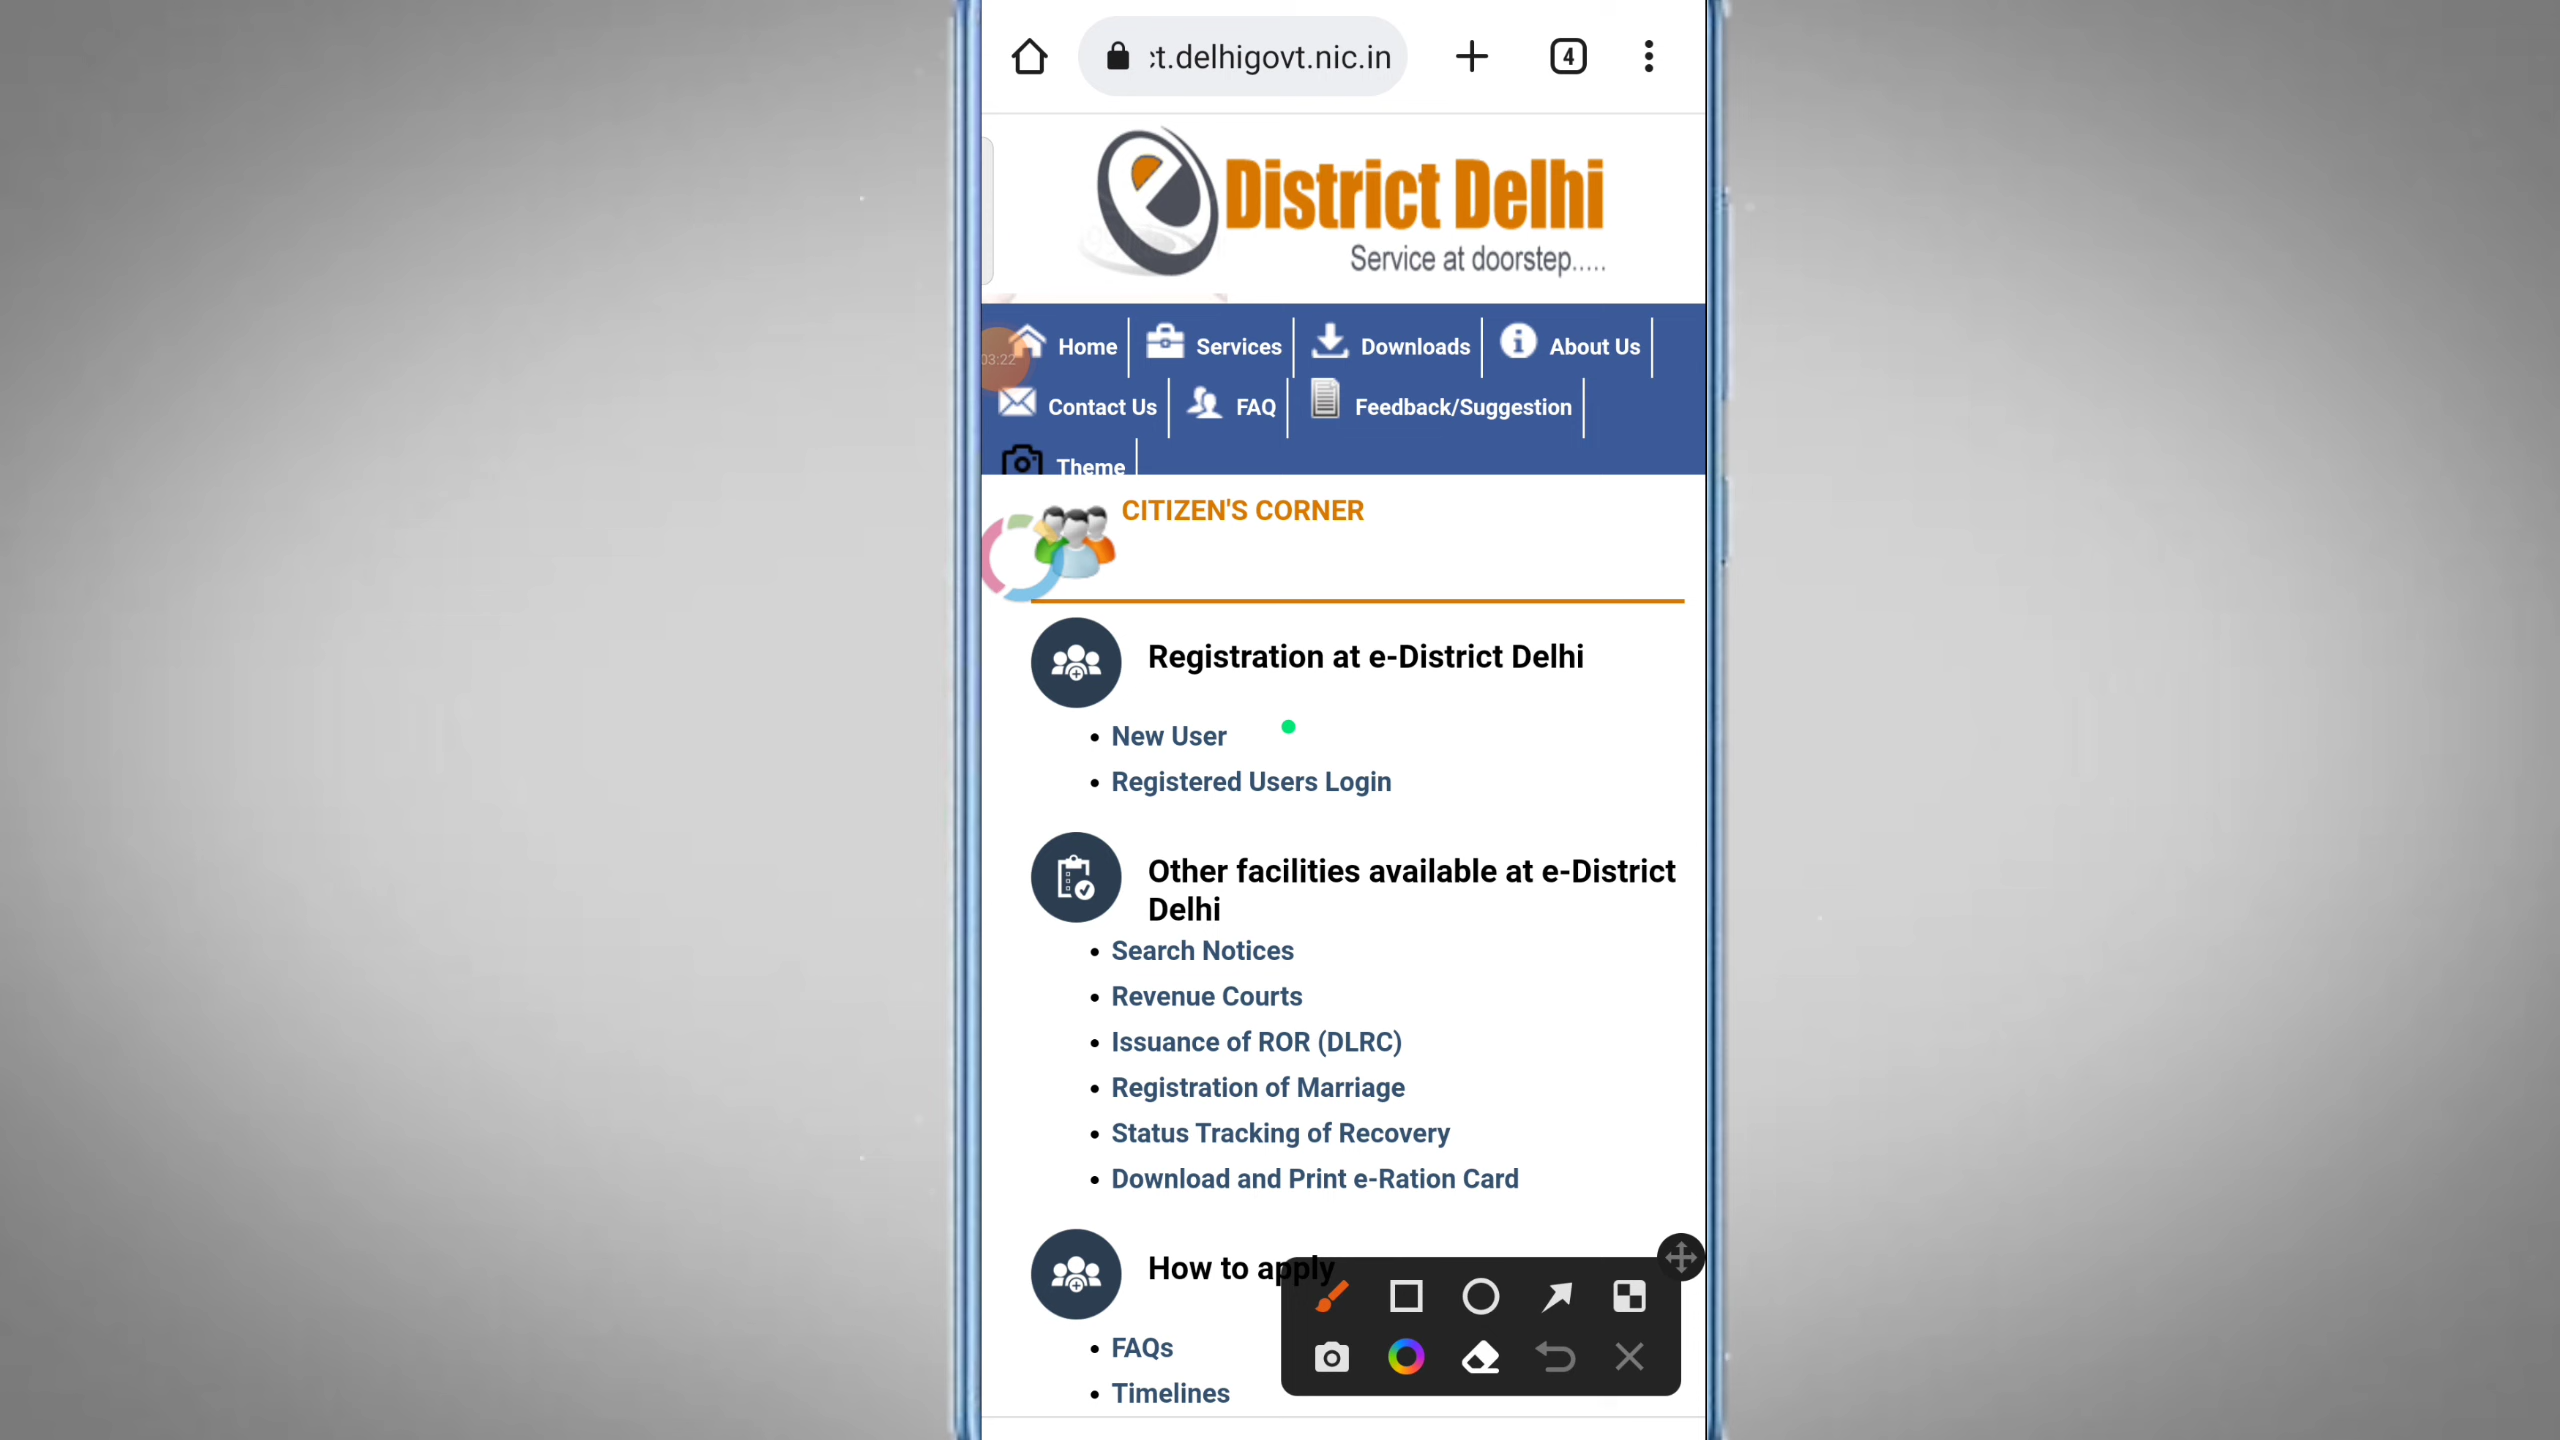 :t.delhigovt.nic.in
4
e District Delhi
Service at doorstep.....
Home Services Downloads About Us
03:22
Contact Us FAQ Feedback/Suggestion
Theme
CITIZEN'S CORNER
Registration at e-District Delhi
• New User
• Registered Users Login
Other facilities available at e-District
Delhi
• Search Notices
• Revenue Courts
• Issuance of ROR (DLRC)
• Registration of Marriage
• Status Tracking of Recovery
• Download and Print e-Ration Card
How to apply
• FAQs
• Timelines